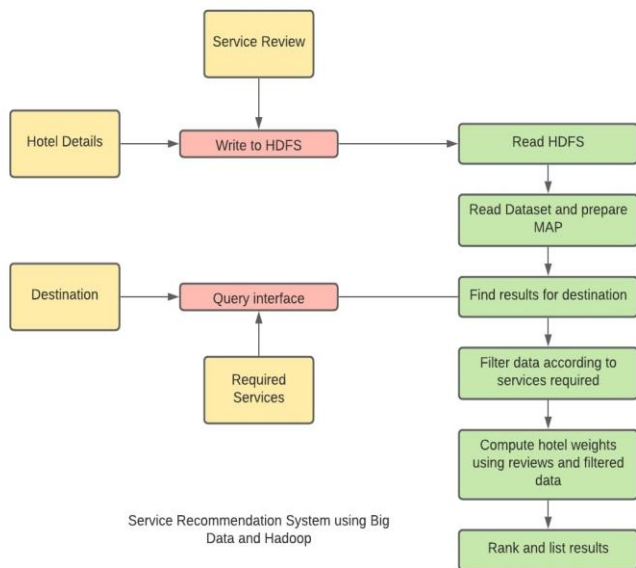 Service Review
Hotel Details
Write to HDFS
Read HDFS
Read Dataset and prepare
MAP
Destination
Query interface
Find results for destination
Required
Services
Filter data according to
services required
Compute hotel weights
using reviews and filtered
data
Service Recommendation System using Big
Data and Hadoop
Rank and list results